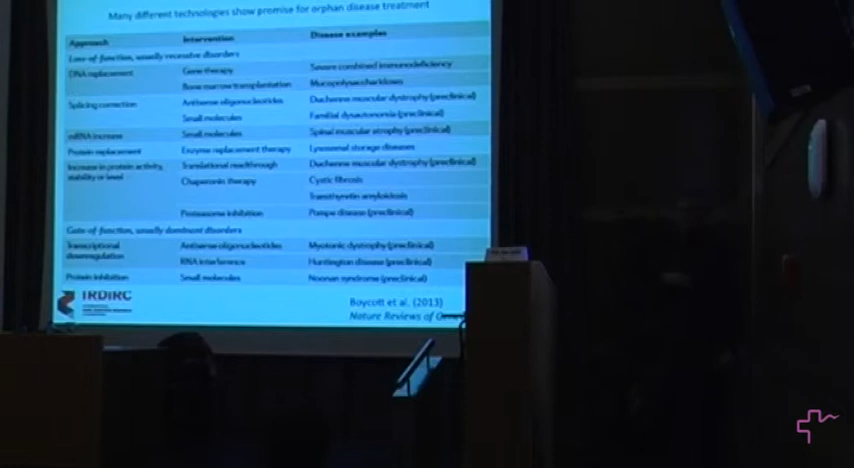 Many different technologies show promise for orphan disease treatment
Approach Intervention Disease examples
Loss-of-function, usually recessive disorders
DNA replacement Gene therapy Severe combined immunodeficiency
Bone marrow transplantation Mucopolysaccharidoses
Splicing correction Antisense oligonucleotides Duchenne muscular dystrophy (preclinical)
Small molecules Familial dysautonomia (preclinical)
mRNA increase Small molecules Spinal muscular atrophy (preclinical)
Protein replacement Enzyme replacement therapy Lysosomal storage diseases
Increase in protein activity, Translational readthrough Duchenne muscular dystrophy (preclinical)
stability or level Chaperonin therapy Cystic fibrosis
Transthyretin amyloidosis
Proteasome inhibition Pompe disease (preclinical)
Gain-of-function, usually dominant disorders
Transcriptional Antisense oligonucleotides Myotonic dystrophy (preclinical)
downregulation RNA interference Huntington disease (preclinical)
Protein inhibition Small molecules Noonan syndrome (preclinical)
IRDiRC
Boycott et al. (2013)
Nature Reviews of